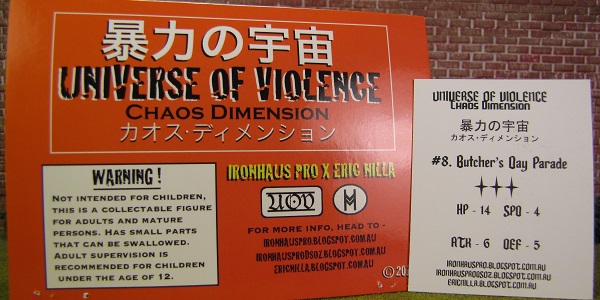 暴力の宇宙
UNIVERSE OF VIOLENCE
CHAOS DIMENSION
カオス・ディメンション
WARNING!
NOT INTENDED FOR CHILDREN,
THIS IS A COLLECTABLE FIGURE
FOR ADULTS AND MATURE
PERSONS. HAS SMALL PARTS
THAT CAN BE SWALLOWED.
ADULT SUPERVISION IS
RECOMMENDED FOR CHILDREN
UNDER THE AGE OF 12.
IRONHAUS PRO X ERIC NILLA
UOV
FOR MORE INFO, HEAD TO -
IRONHAUSPRO.BLOGSPOT.COM.AU
IRONHAUSPRODSOZ.BLOGSPOT.COM.AU
ERICNILLA.BLOGSPOT.COM.AU
UNIVERSE OF VIOLENCE
CHAOS DIMENSION
暴力の宇宙
カオス・ディメンション
#8. Butcher's Day Parade
HP - 14 SPD - 4
ATK - 6 DEF - 5
IRONHAUSPRO.BLOGSPOT.COM.AU
IRONHAUSPRODSOZ.BLOGSPOT.COM.AU
ERICNILLA.BLOGSPOT.COM.AU